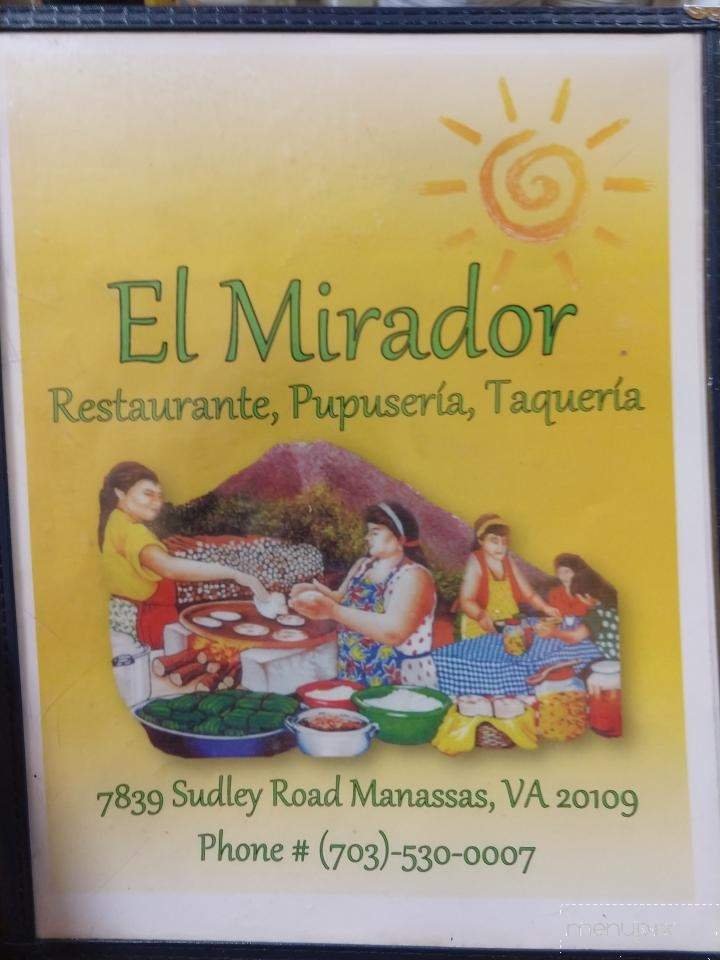 El Mirador
Restaurante, Pupusería, Taquería
7839 Sudley Road Manassas, VA 20109
Phone # (703)-530-0007